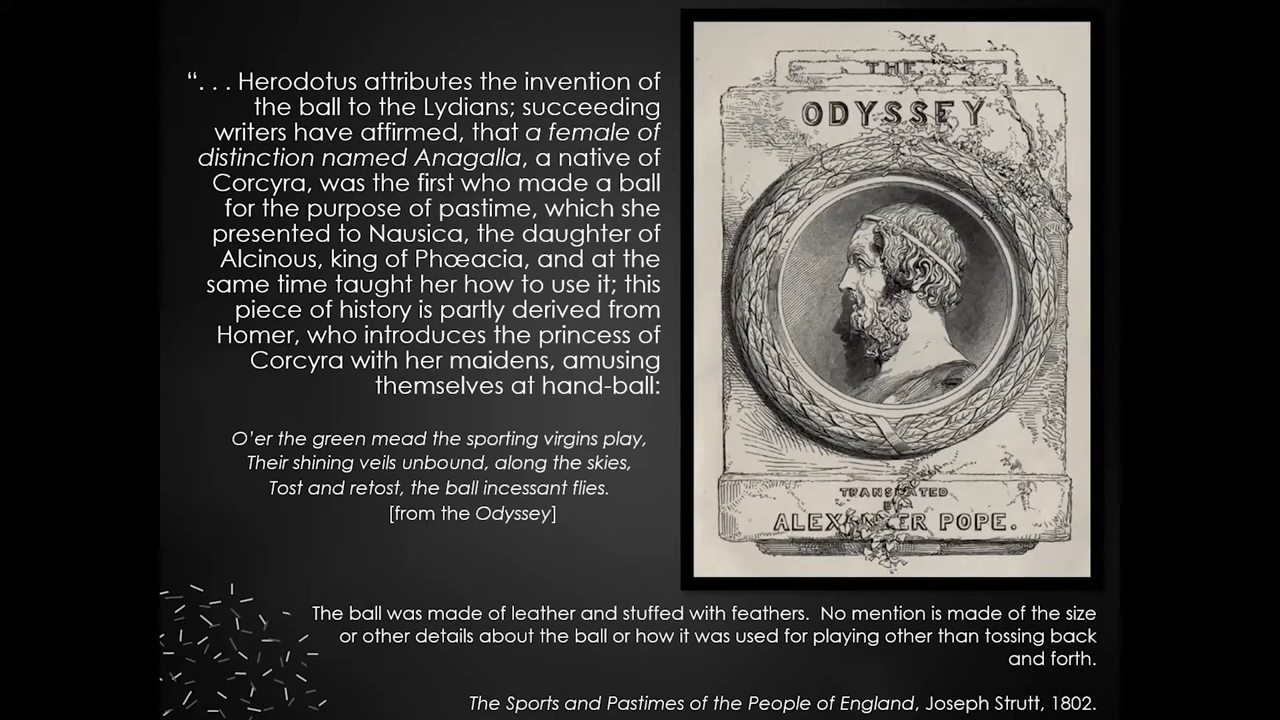 “. . . Herodotus attributes the invention of
the ball to the Lydians; succeeding
writers have affirmed, that a female of
distinction named Anagalla, a native of
Corcyra, was the first who made a ball
for the purpose of pastime, which she
presented to Nausica, the daughter of
Alcinous, king of Phœacia, and at the
same time taught her how to use it; this
piece of history is partly derived from
Homer, who introduces the princess of
Corcyra with her maidens, amusing
themselves at hand-ball:
O’er the green mead the sporting virgins play,
Their shining veils unbound, along the skies,
Tost and retost, the ball incessant flies.
[from the Odyssey]
THE
ODYSSEY
TRANSLATED
BY
ALEXANDER POPE.
The ball was made of leather and stuffed with feathers. No mention is made of the size
or other details about the ball or how it was used for playing other than tossing back
and forth.
The Sports and Pastimes of the People of England, Joseph Strutt, 1802.